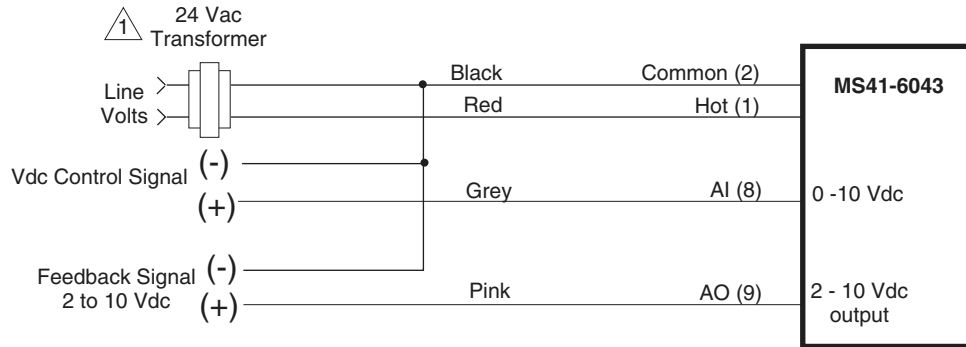 1
24 Vac
Transformer
Line
Volts
Black
Common (2)
MS41-6043
Red
Hot (1)
Vdc Control Signal
(-)
(+)
Grey
AI (8)
0 -10 Vdc
Feedback Signal
2 to 10 Vdc
(-)
(+)
Pink
AO (9)
2 - 10 Vdc
output